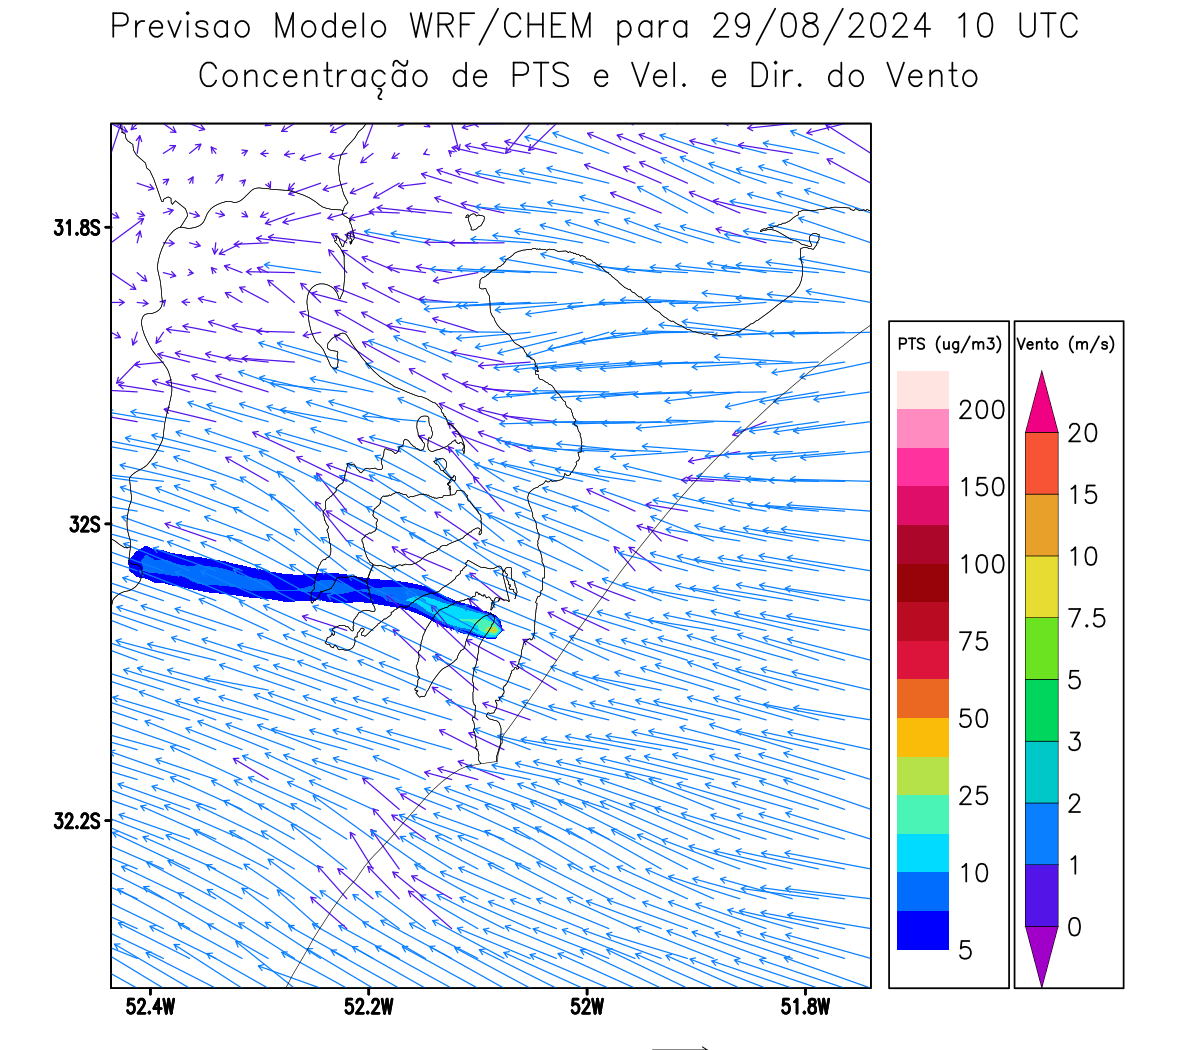 Previsao Modelo WRF/CHEM para 29/08/2024 10 UTC
Concentração de PTS e Vel. e Dir. do Vento
31.8S
32S
32.2S
52.4W 52.2W 52W 51.8W
PTS (ug/m3)
200
150
100
75
50
25
10
5
Vento (m/s)
20
15
10
7.5
5
3
2
1
0